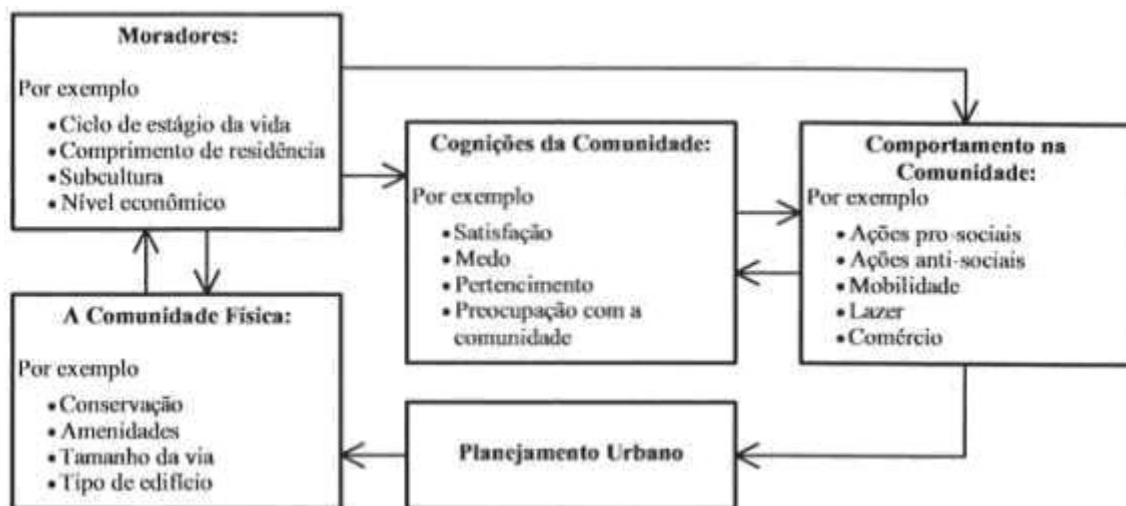 Moradores:
Por exemplo
• Ciclo de estágio da vida
• Comprimento de residência
• Subcultura
• Nível econômico
Cognições da Comunidade:
Por exemplo
• Satisfação
• Medo
• Pertencimento
• Preocupação com a
comunidade
Comportamento na
Comunidade:
Por exemplo
• Ações pro-sociais
• Ações anti-sociais
• Mobilidade
• Lazer
• Comércio
A Comunidade Física:
Por exemplo
• Conservação
• Amenidades
• Tamanho da via
• Tipo de edifício
Planejamento Urbano